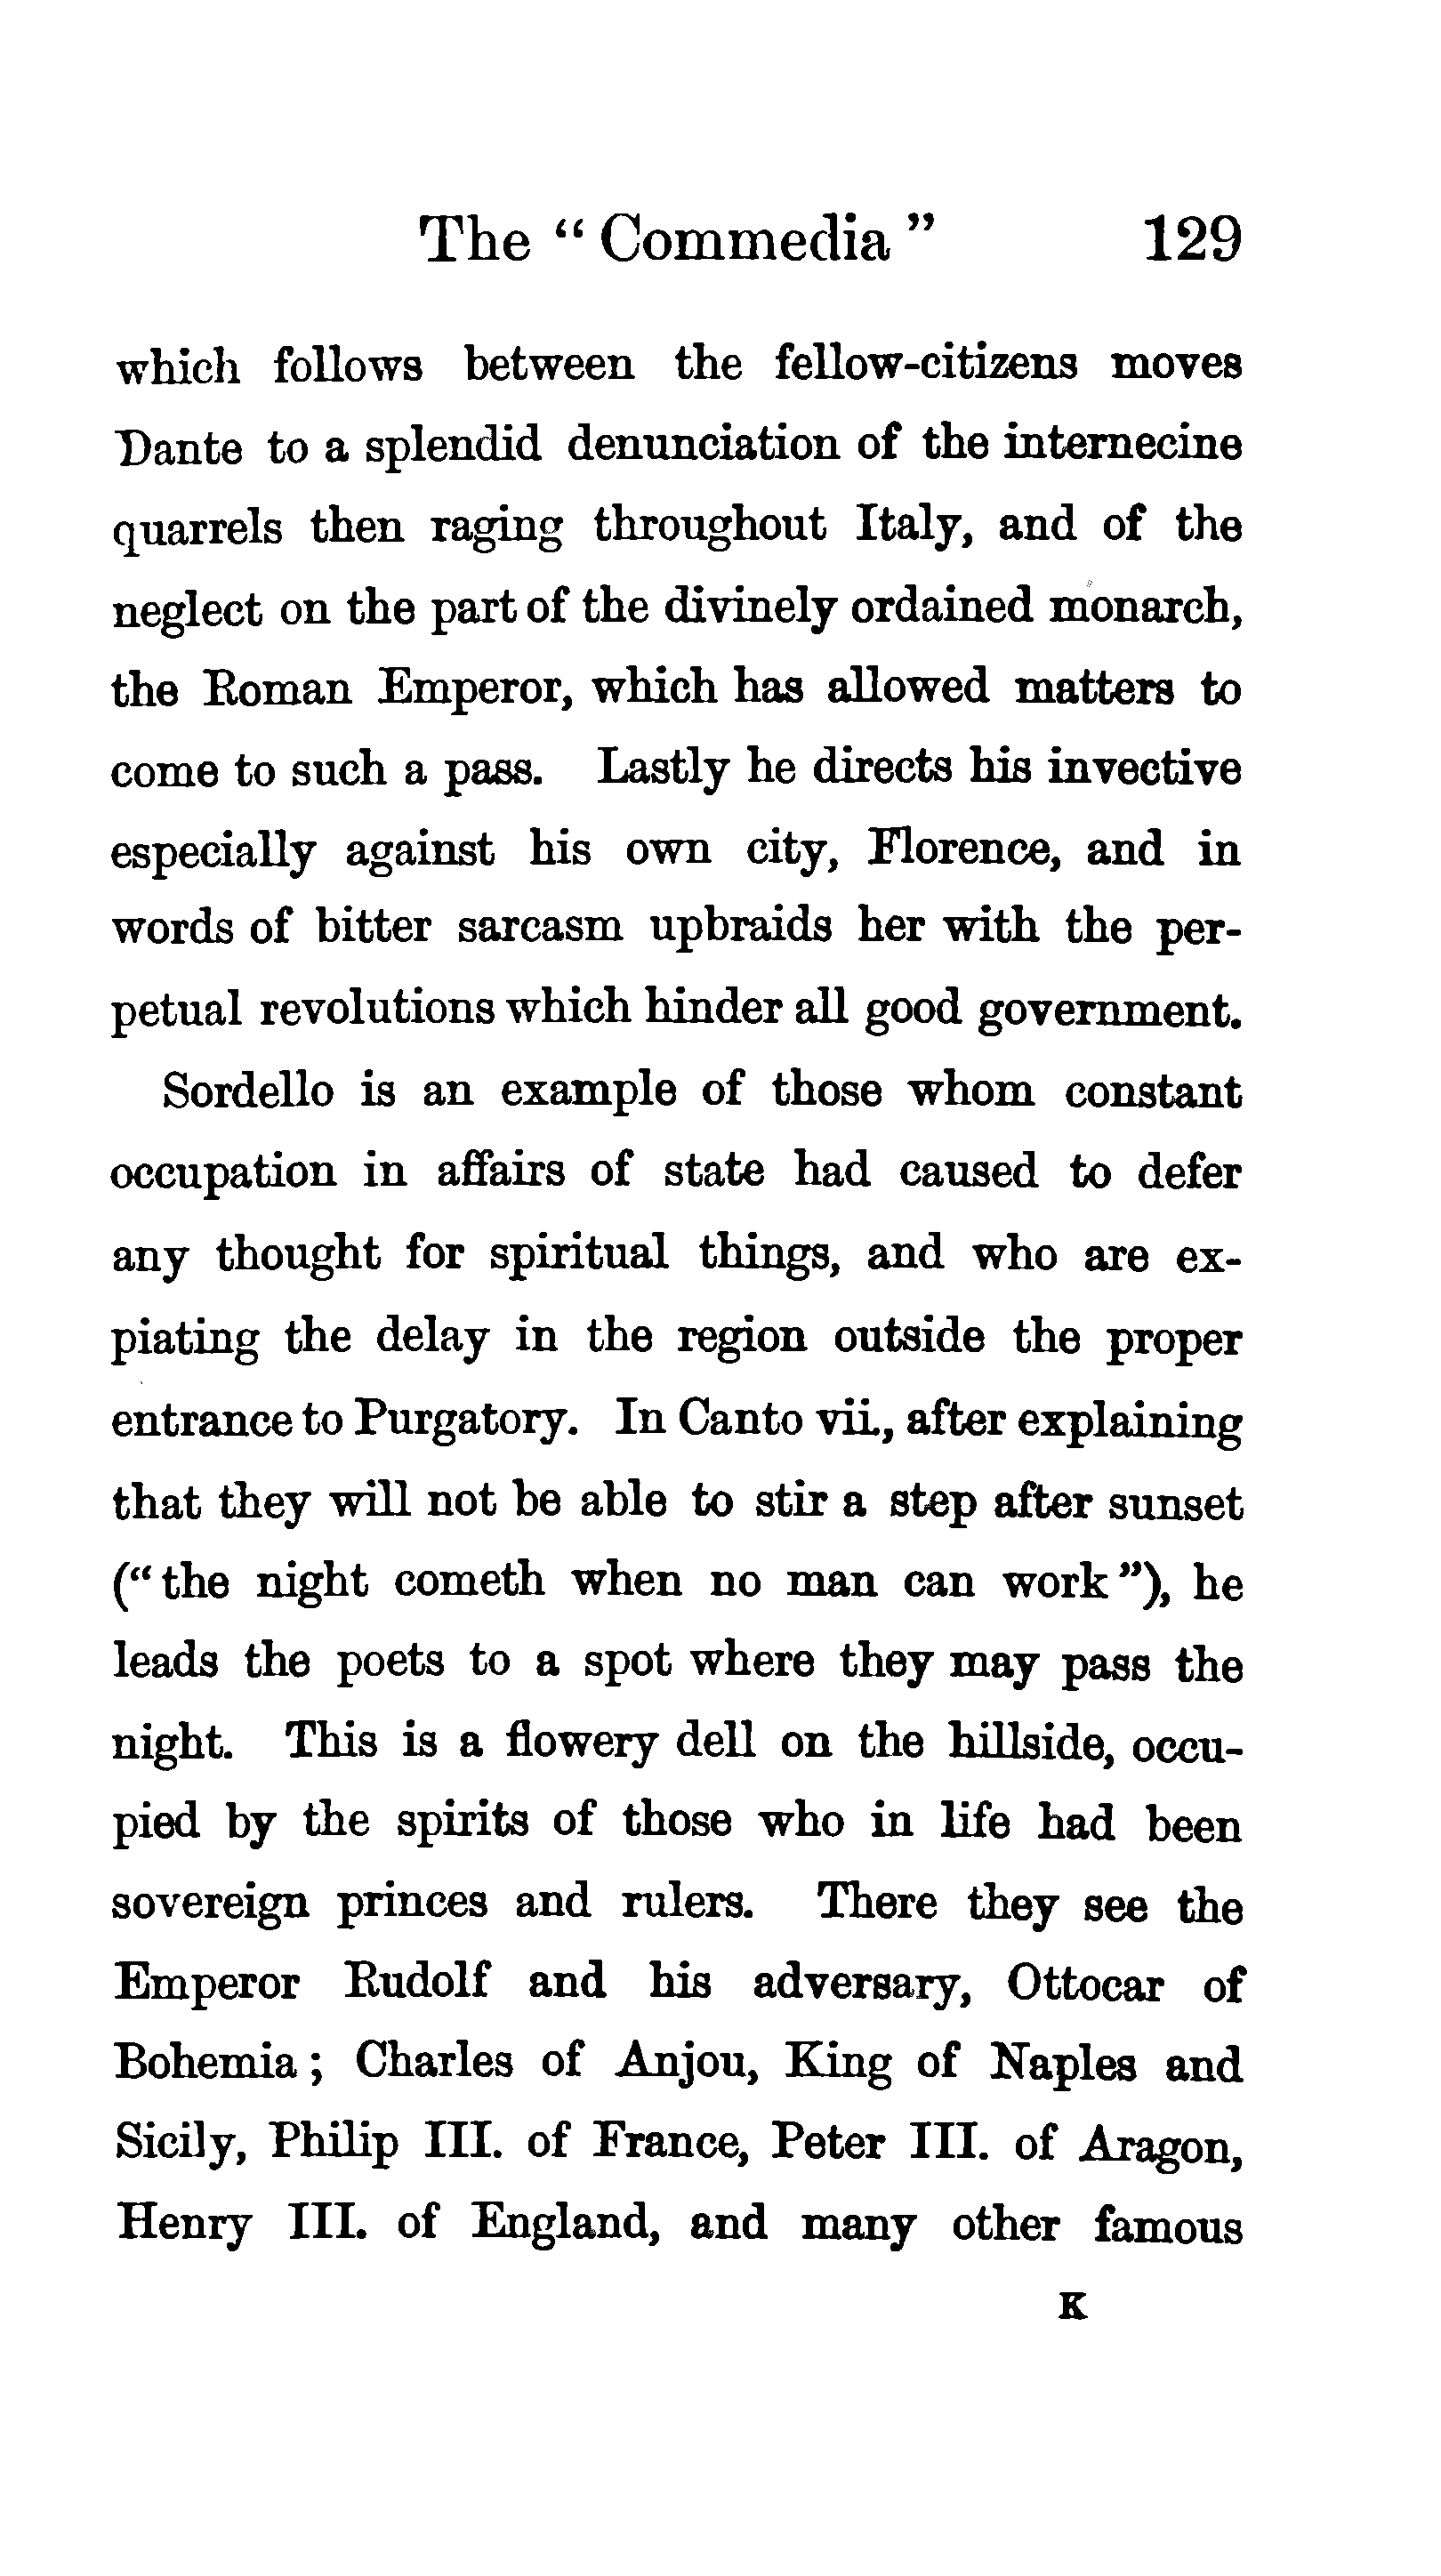 The “ Commedia ” 129
which follows between the fellow-citizens moves
Dante to a splendid denunciation of the internecine
quarrels then raging throughout Italy, and of the
neglect on the part of the divinely ordained monarch,
the Roman Emperor, which has allowed matters to
come to such a pass. Lastly he directs his invective
especially against his own city, Florence, and in
words of bitter sarcasm upbraids her with the per-
petual revolutions which hinder all good government.
Sordello is an example of those whom constant
occupation in affairs of state had caused to defer
any thought for spiritual things, and who are ex-
piating the delay in the region outside the proper
entrance to Purgatory. In Canto vii., after explaining
that they will not be able to stir a step after sunset
(“ the night cometh when no man can work ”), he
leads the poets to a spot where they may pass the
night. This is a flowery dell on the hillside, occu-
pied by the spirits of those who in life had been
sovereign princes and rulers. There they see the
Emperor Rudolf and his adversary, Ottocar of
Bohemia ; Charles of Anjou, King of Naples and
Sicily, Philip III. of France, Peter III. of Aragon,
Henry III. of England, and many other famous
K